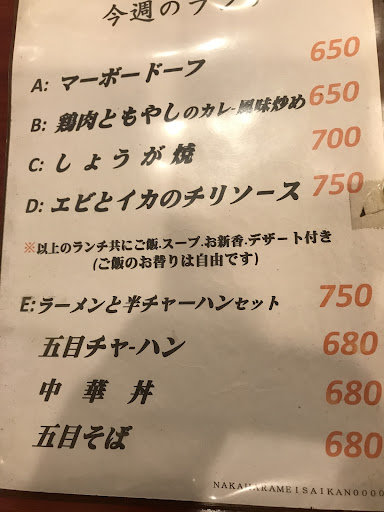 今週のラン
A: マーボードーフ 650
B: 鶏肉ともやしのカレー風味炒め 650
C: しょうが焼 700
D: エビとイカのチリソース 750
※以上のランチ共にご飯.スープ.お新香.デザート付き
(ご飯のお替りは自由です)
E:ラーメンと半チャーハンセット 750
五目チャ-ハン 680
中華丼 680
五目そば 680
NAKAHARAMEISAIKAN0000